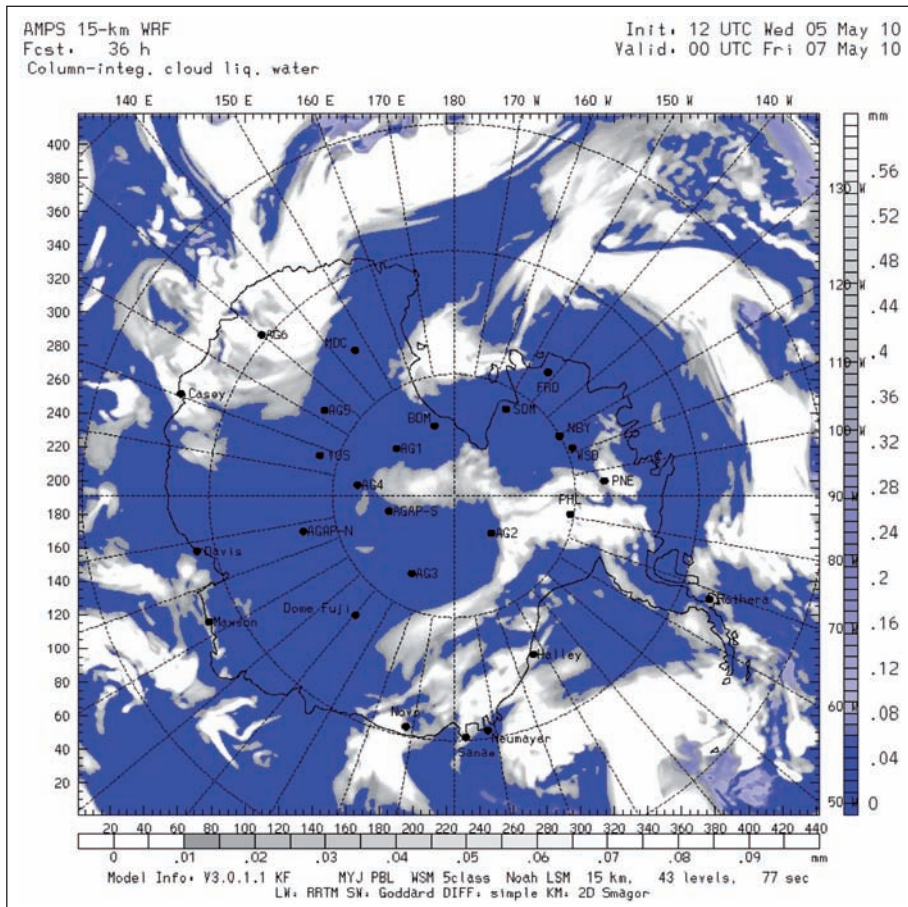 AMPS 15-km WRF Init: 12 UTC Wed 05 May 10
Fcst: 36 h Valid: 00 UTC Fri 07 May 10
Column-integ. cloud liq. water
140 E 150 E 160 E 170 E 180 170 W 160 W 150 W 140 W
mm
400
380
360
340
320
300
280
260
240
220
200
180
160
140
120
100
80
60
40
20
130 W
120 W
110 W
100 W
90 W
80 W
70 W
60 W
50 W
.56
.52
.48
.44
.4
.36
.32
.28
.24
.2
.16
.12
.08
.04
0
AG6
MDC
Casey
FRD
AG5
SDM
BDM
NBY
AG1
WSD
VOS
PNE
AG4
PHL
AGAP-S
AGAP-N
AG2
Davis
AG3
Rothera
Dome Fuji
Mawson
Halley
Novo
Neumayer
Sanae
20 40 60 80 100 120 140 160 180 200 220 240 260 280 300 320 340 360 380 400 420 440
0 .01 .02 .03 .04 .05 .06 .07 .08 .09 mm
Model Info: V3.0.1.1 KF MYJ PBL WSM 5class Noah LSM 15 km, 43 levels, 77 sec
LW: RRTM SW: Goddard DIFF: simple KM: 2D Smagor